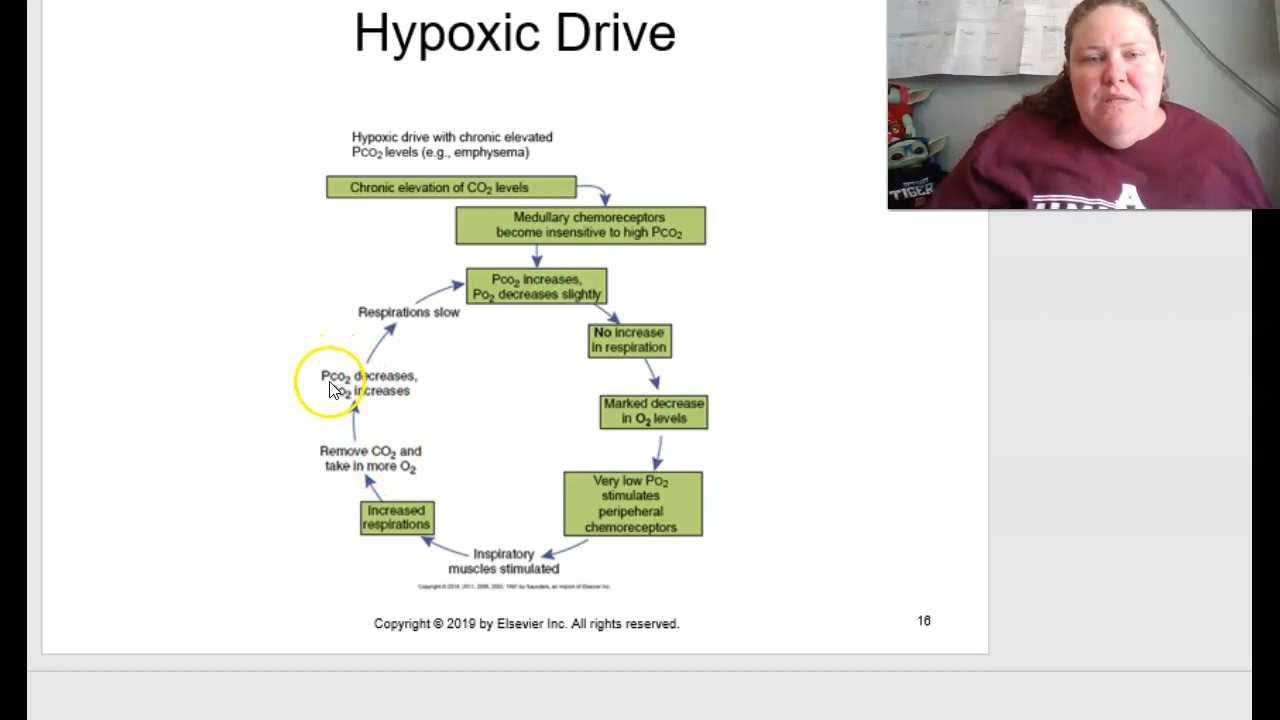 Hypoxic Drive
Hypoxic drive with chronic elevated
PCO2 levels (e.g., emphysema)
Chronic elevation of CO2 levels
Medullary chemoreceptors
become insensitive to high PCO2
PCO2 increases,
PO2 decreases slightly
Respirations slow
No increase
in respiration
PCO2 decreases,
increases
Marked decrease
in O2 levels
Remove CO2 and
take in more O2
Very low PO2
stimulates
peripeheral
chemoreceptors
Increased
respirations
Inspiratory
muscles stimulated
Copyright © 2014, 2011, 2006, 2002, 1997 by Saunders, an imprint of Elsevier Inc.
Copyright © 2019 by Elsevier Inc. All rights reserved.
16
TIGER